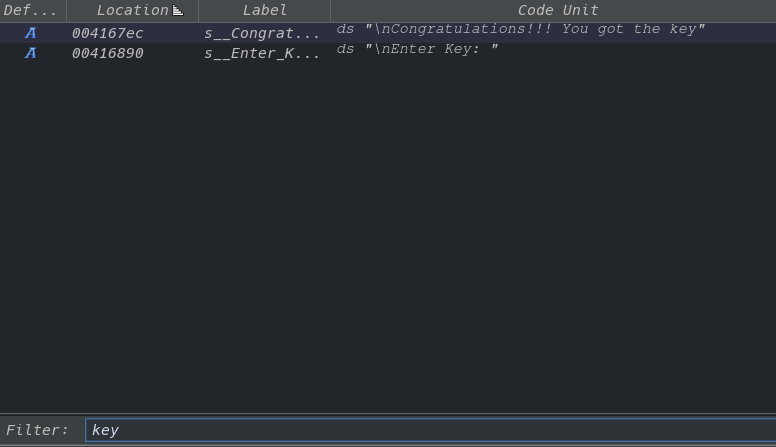 Def... Location Label Code Unit
A 004167ec s__Congrat... ds "\nCongratulations!!! You got the key"
A 00416890 s__Enter_K... ds "\nEnter Key: "
Filter: key